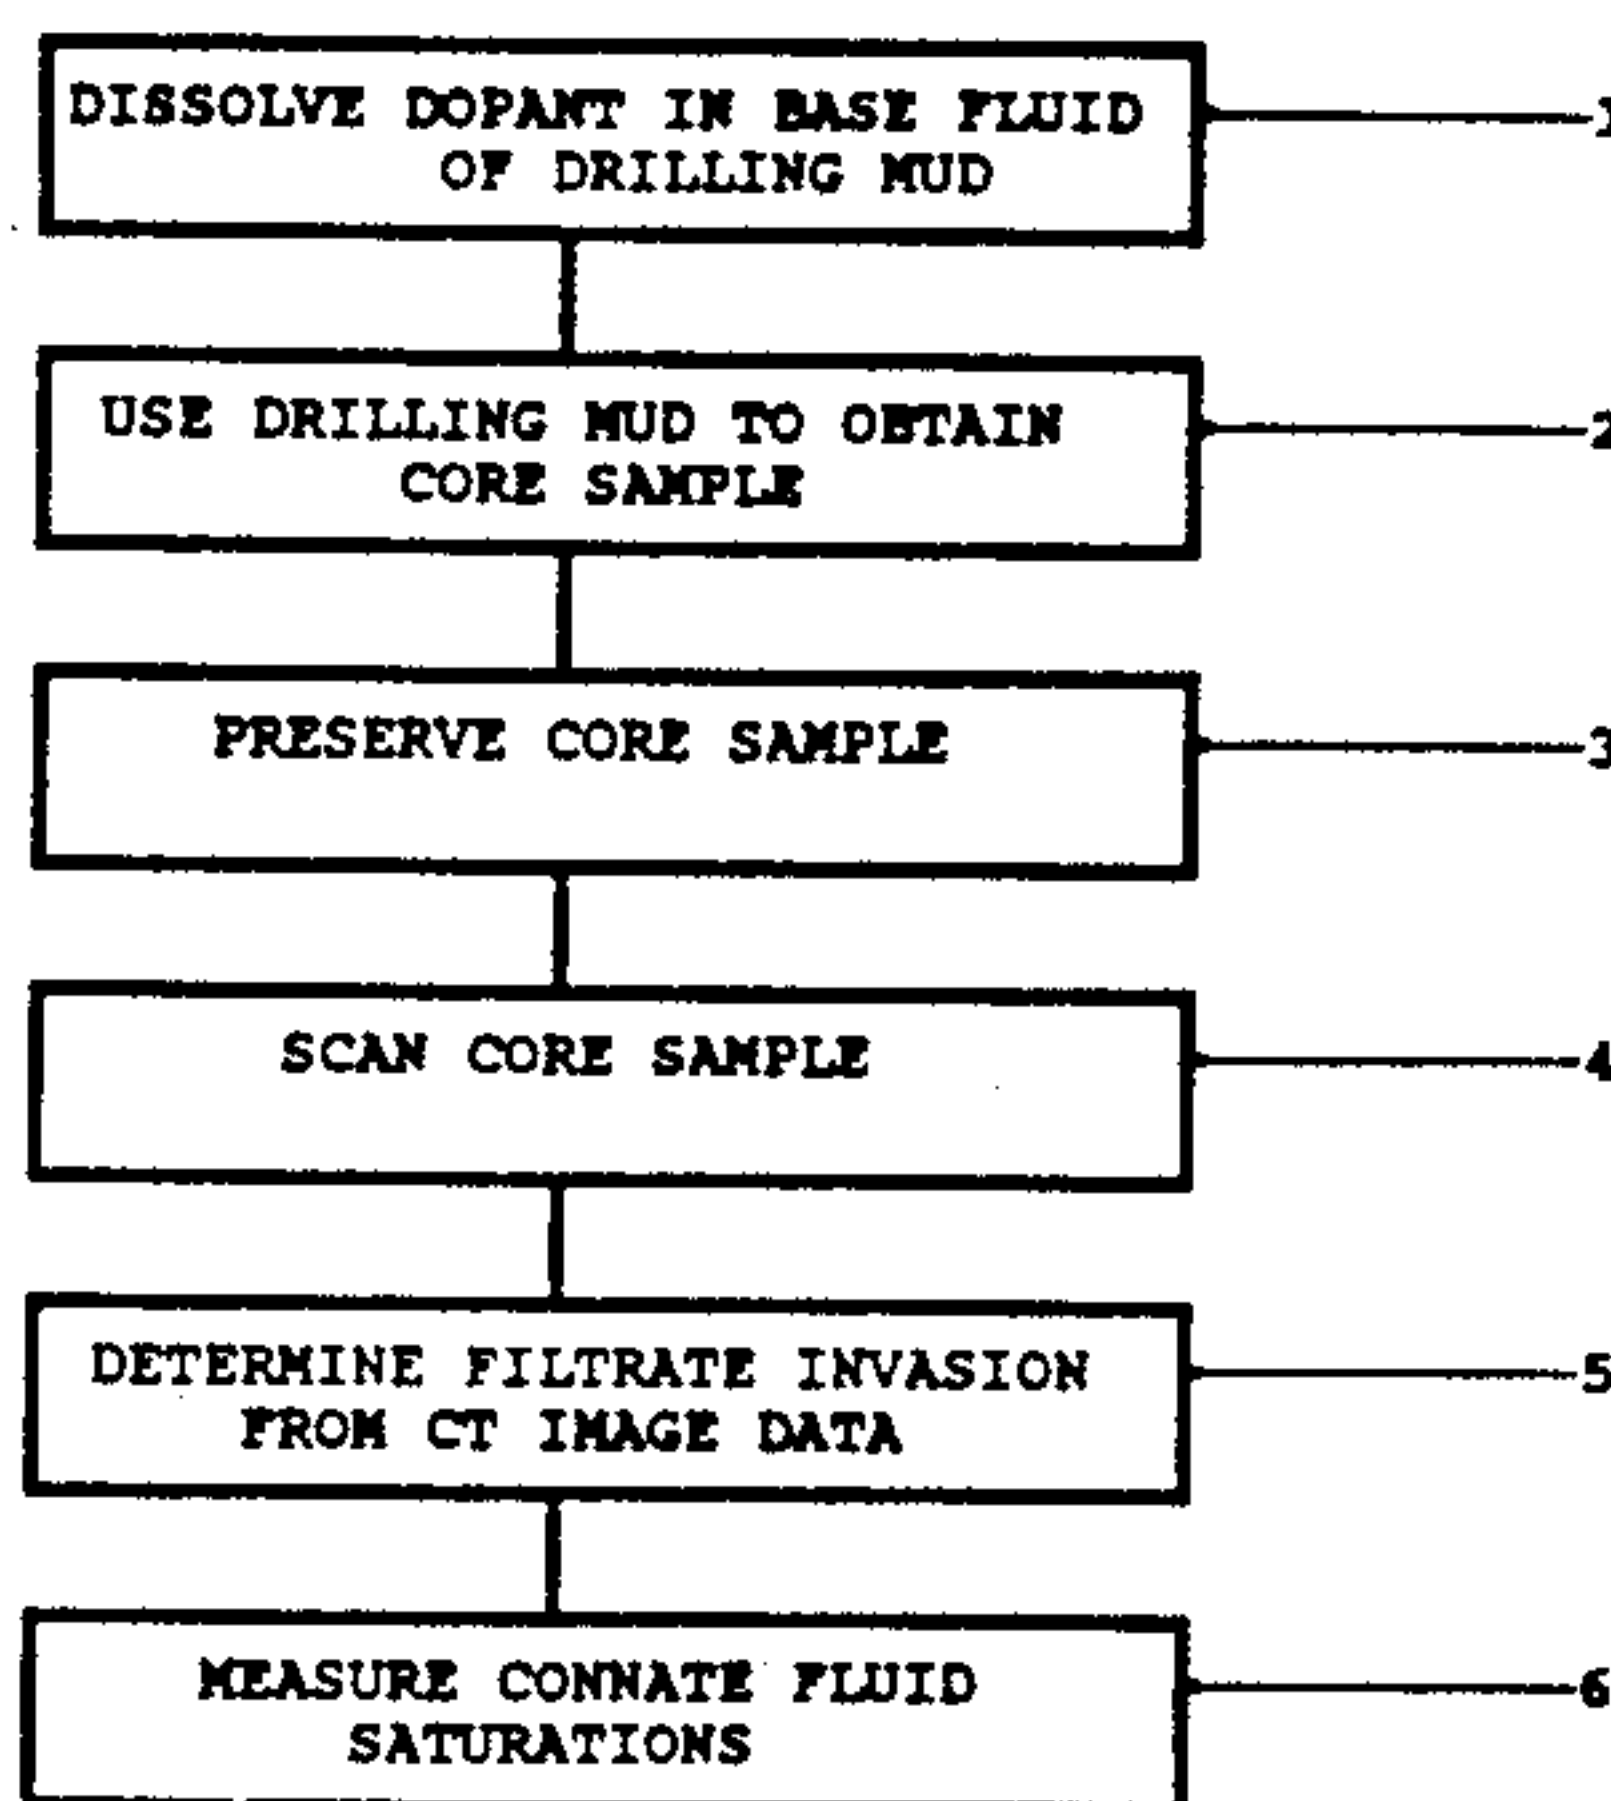 DISSOLVE DOPANT IN BASE FLUID
OF DRILLING MUD
1
USE DRILLING MUD TO OBTAIN
CORE SAMPLE
2
PRESERVE CORE SAMPLE
3
SCAN CORE SAMPLE
4
DETERMINE FILTRATE INVASION
FROM CT IMAGE DATA
5
MEASURE CONNATE FLUID
SATURATIONS
6